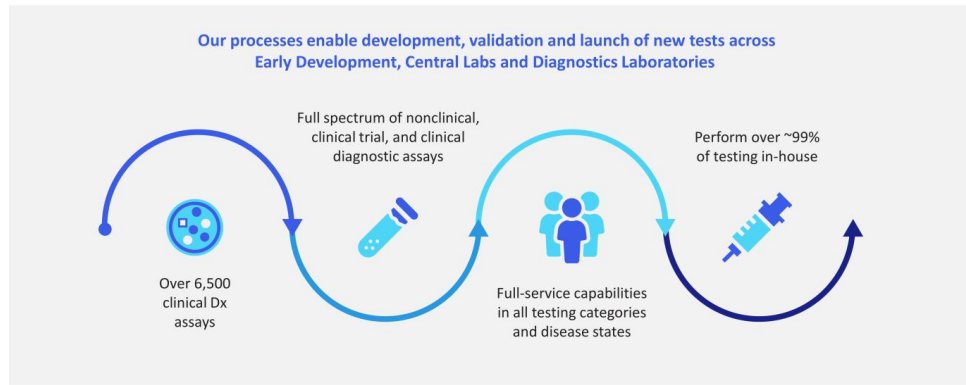 Our processes enable development, validation and launch of new tests across
Early Development, Central Labs and Diagnostics Laboratories
Over 6,500
clinical Dx
assays
Full spectrum of nonclinical,
clinical trial, and clinical
diagnostic assays
Full-service capabilities
in all testing categories
and disease states
Perform over ~99%
of testing in-house